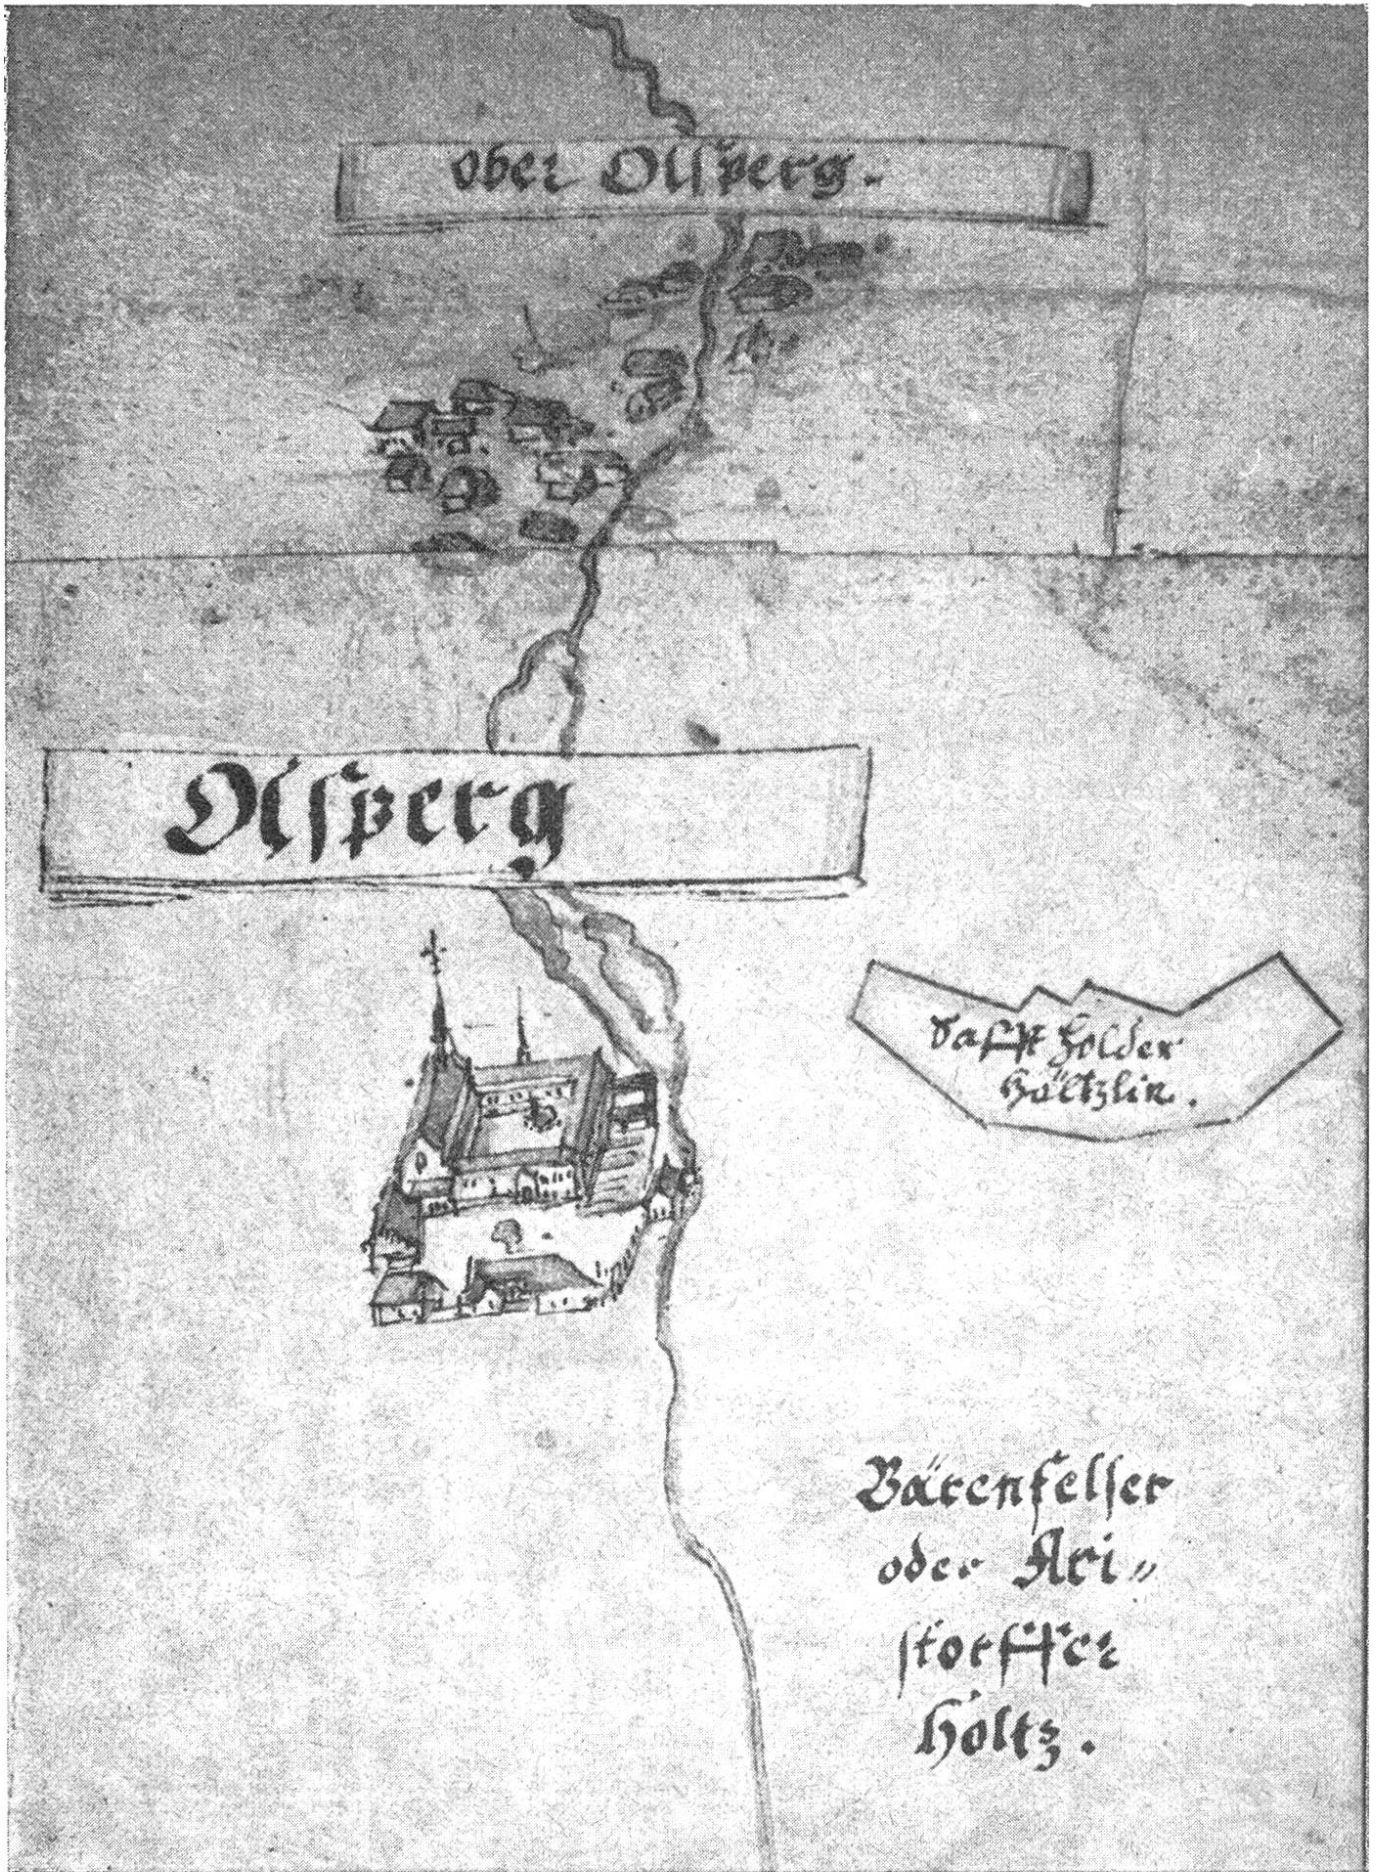 ober Olſperg.
Olſperg
Holder
Höltzlin.
Bärenfelſer
oder Ari〃
ſtorffer
Holtz.